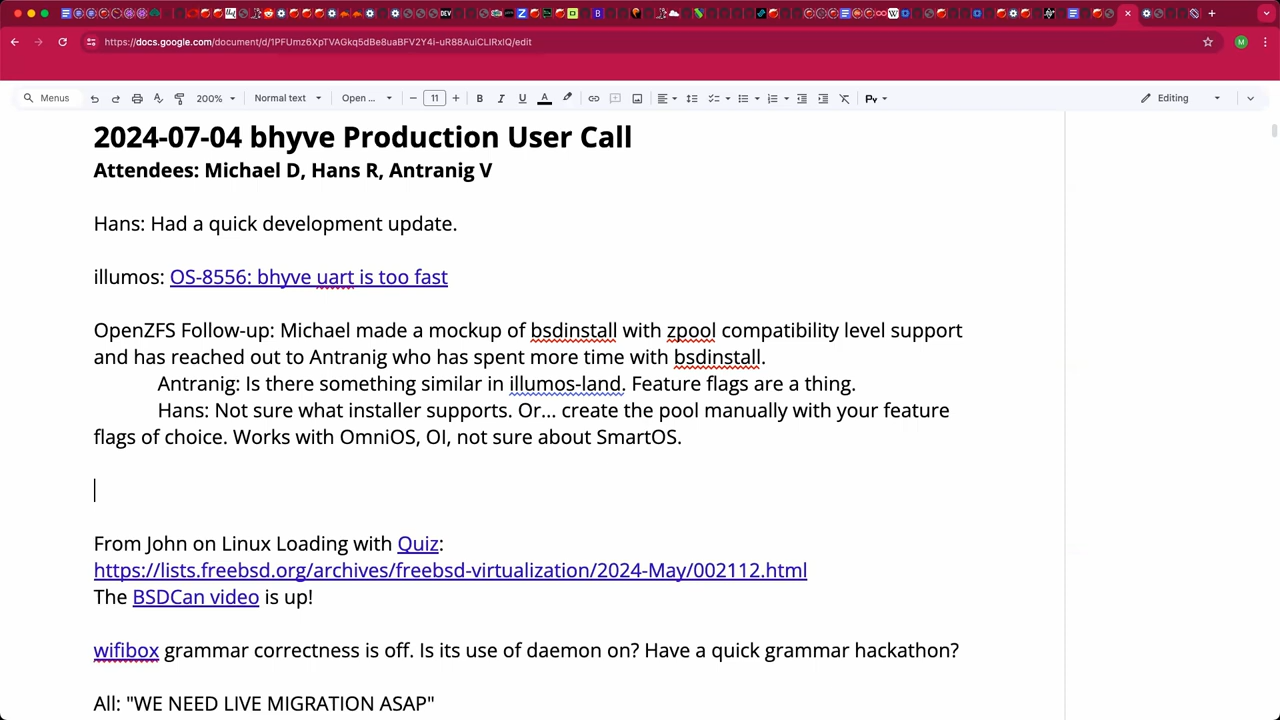 https://docs.google.com/document/d/1PFUmz6XpTVAGkq5dBe8uaBFV2Y4i-uR88AuiCLlRxIQ/edit
M
Menus
200%
Normal text
Open ...
11
B
I
U
A
Editing
2024-07-04 bhyve Production User Call
Attendees: Michael D, Hans R, Antranig V
Hans: Had a quick development update.
illumos: OS-8556: bhyve uart is too fast
OpenZFS Follow-up: Michael made a mockup of bsdinstall with zpool compatibility level support
and has reached out to Antranig who has spent more time with bsdinstall.
Antranig: Is there something similar in illumos-land. Feature flags are a thing.
Hans: Not sure what installer supports. Or... create the pool manually with your feature
flags of choice. Works with OmniOS, OI, not sure about SmartOS.
From John on Linux Loading with Quiz:
https://lists.freebsd.org/archives/freebsd-virtualization/2024-May/002112.html
The BSDCan video is up!
wifibox grammar correctness is off. Is its use of daemon on? Have a quick grammar hackathon?
All: "WE NEED LIVE MIGRATION ASAP"